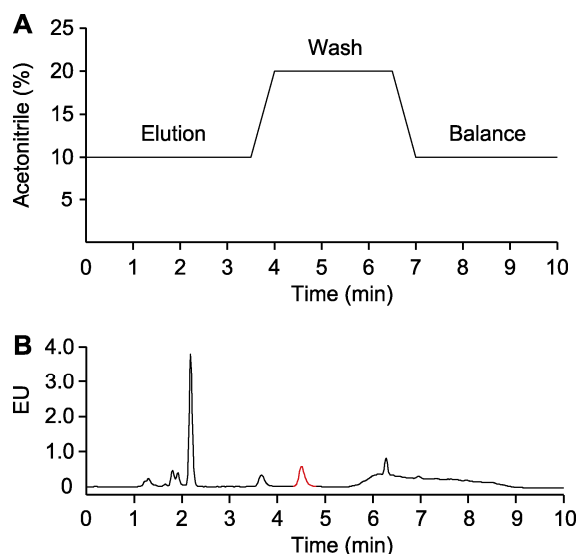 A
Acetonitrile (%)
25
20
15
10
5
Elution
Wash
Balance
0 1 2 3 4 5 6 7 8 9 10
Time (min)
B
EU
4.0
3.0
2.0
1.0
0
0 1 2 3 4 5 6 7 8 9 10
Time (min)